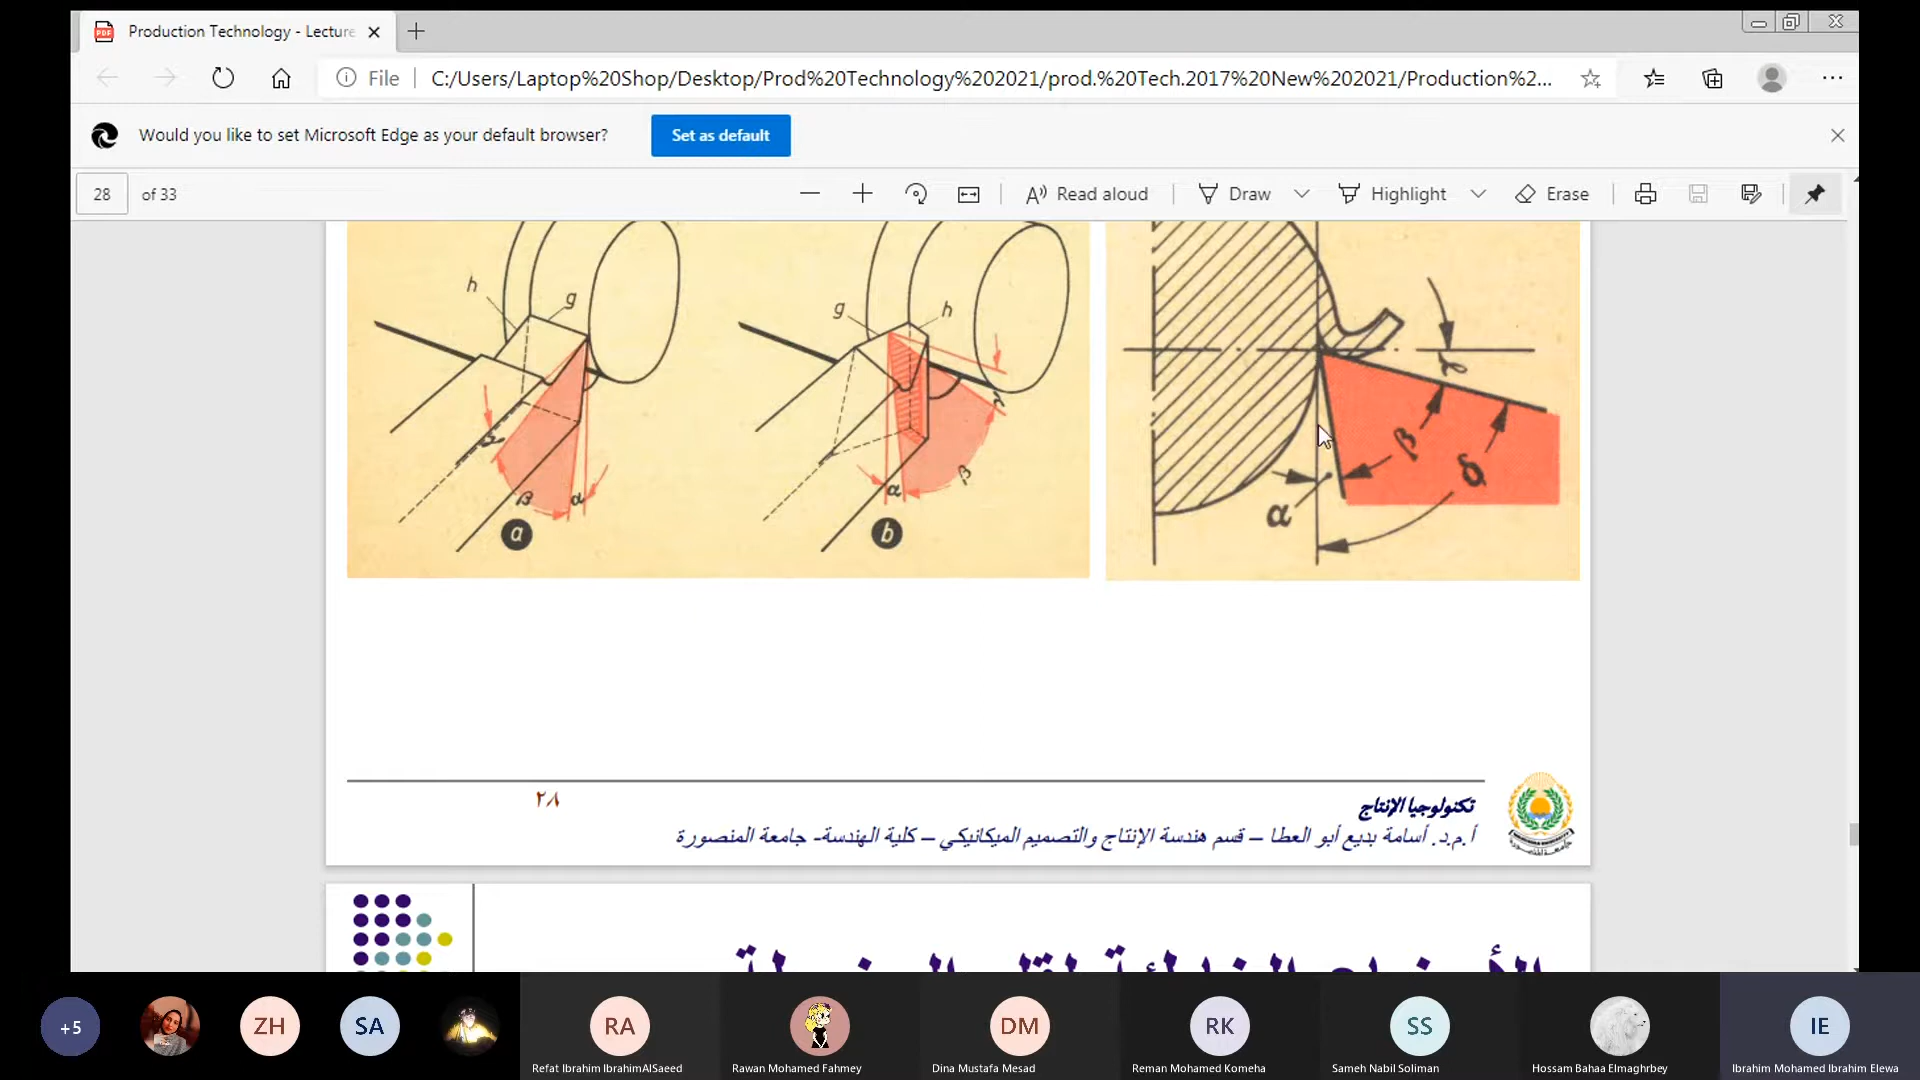 Production Technology - Lecture
File
C:/Users/Laptop%20Shop/Desktop/Prod%20Technology%202021/prod.%20Tech.2017%20New%202021/Production%2...
Would you like to set Microsoft Edge as your default browser?
Set as default
28 of 33
Read aloud
Draw
Highlight
Erase
h g
g h
γ
β
δ
α
β α
α β
a b
٢٨
تكنولوجيا الإنتاج
أ.م.د. أسامة بديع أبو العطا – قسم هندسة الإنتاج والتصميم الميكانيكي – كلية الهندسة- جامعة المنصورة
+5
ZH
SA
RA
DM
RK
SS
IE
Refat Ibrahim IbrahimAlSaeed
Rawan Mohamed Fahmey
Dina Mustafa Mesad
Reman Mohamed Komeha
Sameh Nabil Soliman
Hossam Bahaa Elmaghrbey
Ibrahim Mohamed Ibrahim Elewa